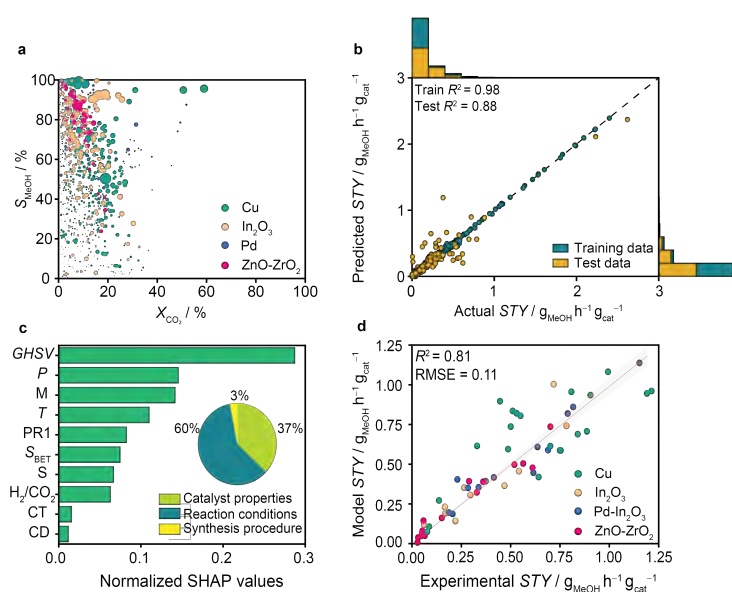 a
S_MeOH / %
100
80
60
40
20
0
0 20 40 60 80 100
X_CO₂ / %
Cu
In₂O₃
Pd
ZnO-ZrO₂
b
Predicted STY / g_MeOH h⁻¹ g_cat⁻¹
3
2
1
0
0 1 2 3
Actual STY / g_MeOH h⁻¹ g_cat⁻¹
Train R² = 0.98
Test R² = 0.88
Training data
Test data
c
GHSV
P
M
T
PR1
S_BET
S
H₂/CO₂
CT
CD
0.0 0.1 0.2 0.3
Normalized SHAP values
3%
60%
37%
Catalyst properties
Reaction conditions
Synthesis procedure
d
Model STY / g_MeOH h⁻¹ g_cat⁻¹
1.25
1.00
0.75
0.50
0.25
0.00
0.00 0.25 0.50 0.75 1.00 1.25
Experimental STY / g_MeOH h⁻¹ g_cat⁻¹
R² = 0.81
RMSE = 0.11
Cu
In₂O₃
Pd-In₂O₃
ZnO-ZrO₂